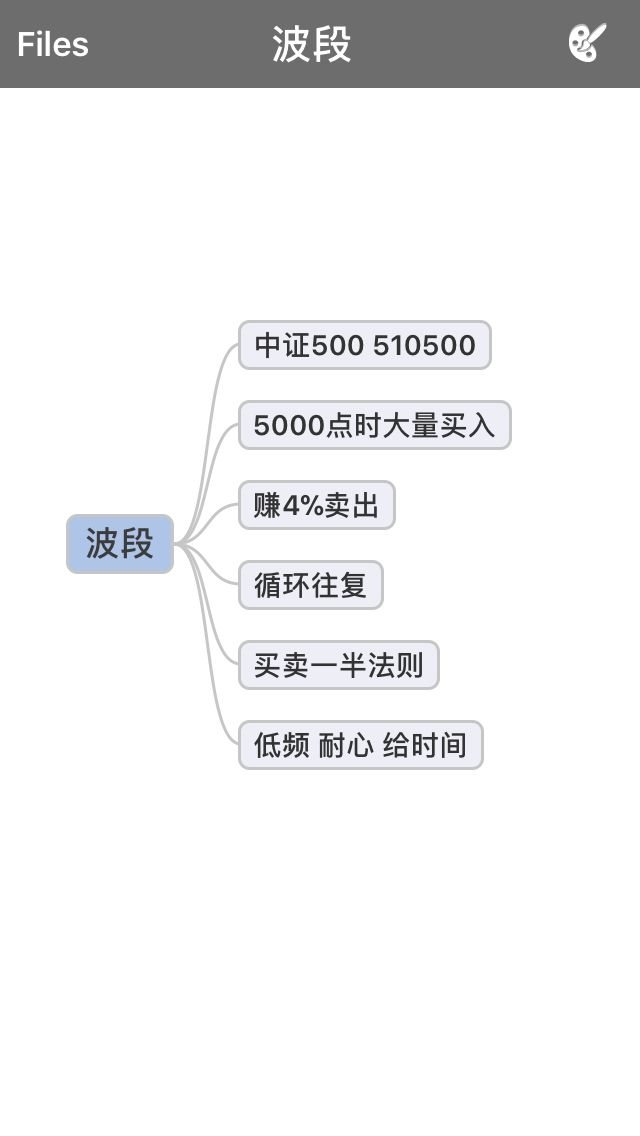 Files
波段
中证500 510500
5000点时大量买入
赚4%卖出
波段
循环往复
买卖一半法则
低频 耐心 给时间